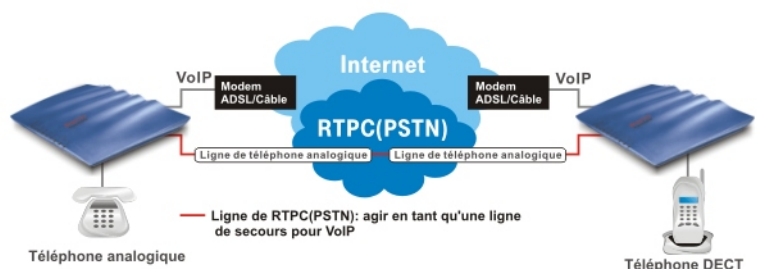 Internet
VoIP
Modem
ADSL/Câble
Modem
ADSL/Câble
VoIP
RTPC(PSTN)
Ligne de téléphone analogique
Ligne de téléphone analogique
Ligne de RTPC(PSTN): agir en tant qu'une ligne
de secours pour VoIP
Téléphone analogique
Téléphone DECT